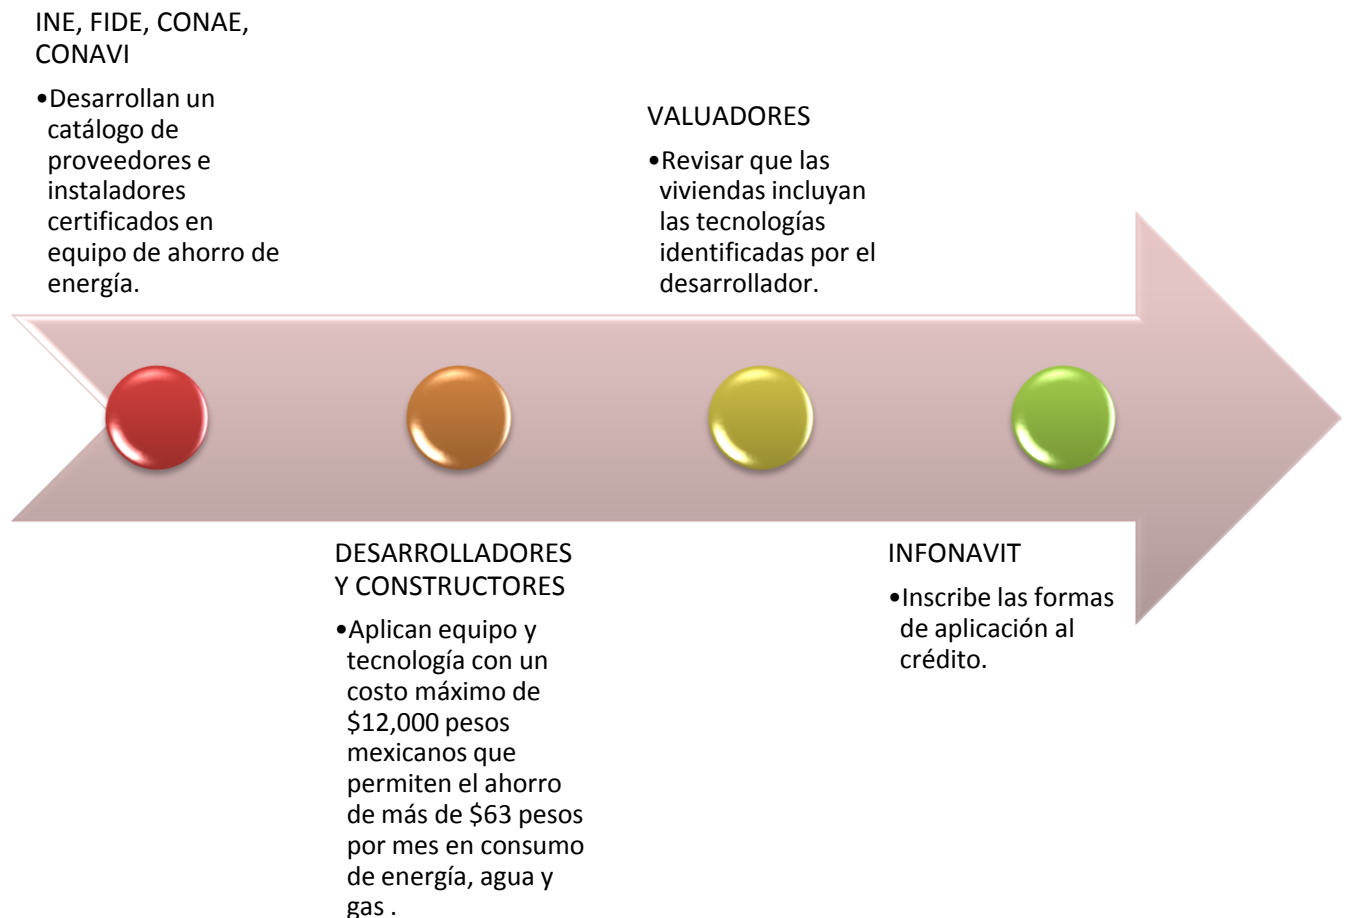 INE, FIDE, CONAE,
CONAVI
•Desarrollan un
catálogo de
proveedores e
instaladores
certificados en
equipo de ahorro de
energía.
DESARROLLADORES
Y CONSTRUCTORES
•Aplican equipo y
tecnología con un
costo máximo de
$12,000 pesos
mexicanos que
permiten el ahorro
de más de $63 pesos
por mes en consumo
de energía, agua y
gas .
VALUADORES
•Revisar que las
viviendas incluyan
las tecnologías
identificadas por el
desarrollador.
INFONAVIT
•Inscribe las formas
de aplicación al
crédito.